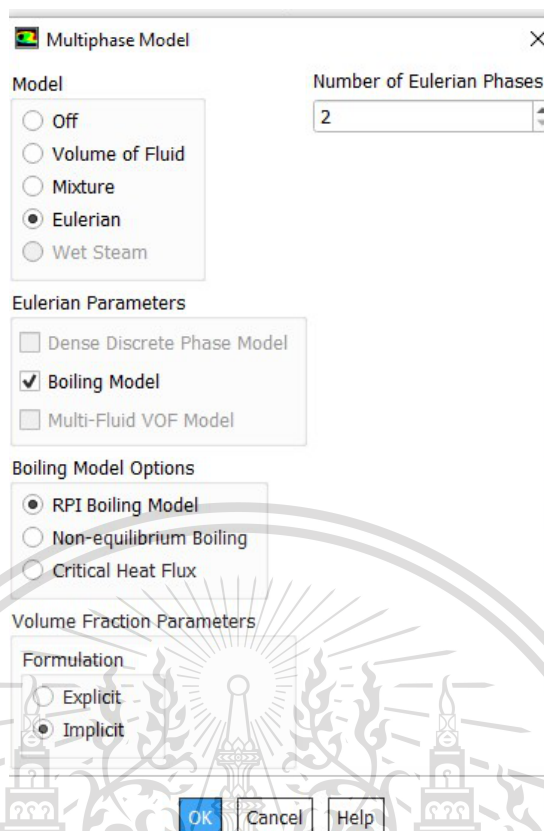 Multiphase Model
Model
Off
Volume of Fluid
Mixture
Eulerian
Wet Steam
Number of Eulerian Phases
2
Eulerian Parameters
Dense Discrete Phase Model
Boiling Model
Multi-Fluid VOF Model
Boiling Model Options
RPI Boiling Model
Non-equilibrium Boiling
Critical Heat Flux
Volume Fraction Parameters
Formulation
Explicit
Implicit
OK Cancel Help